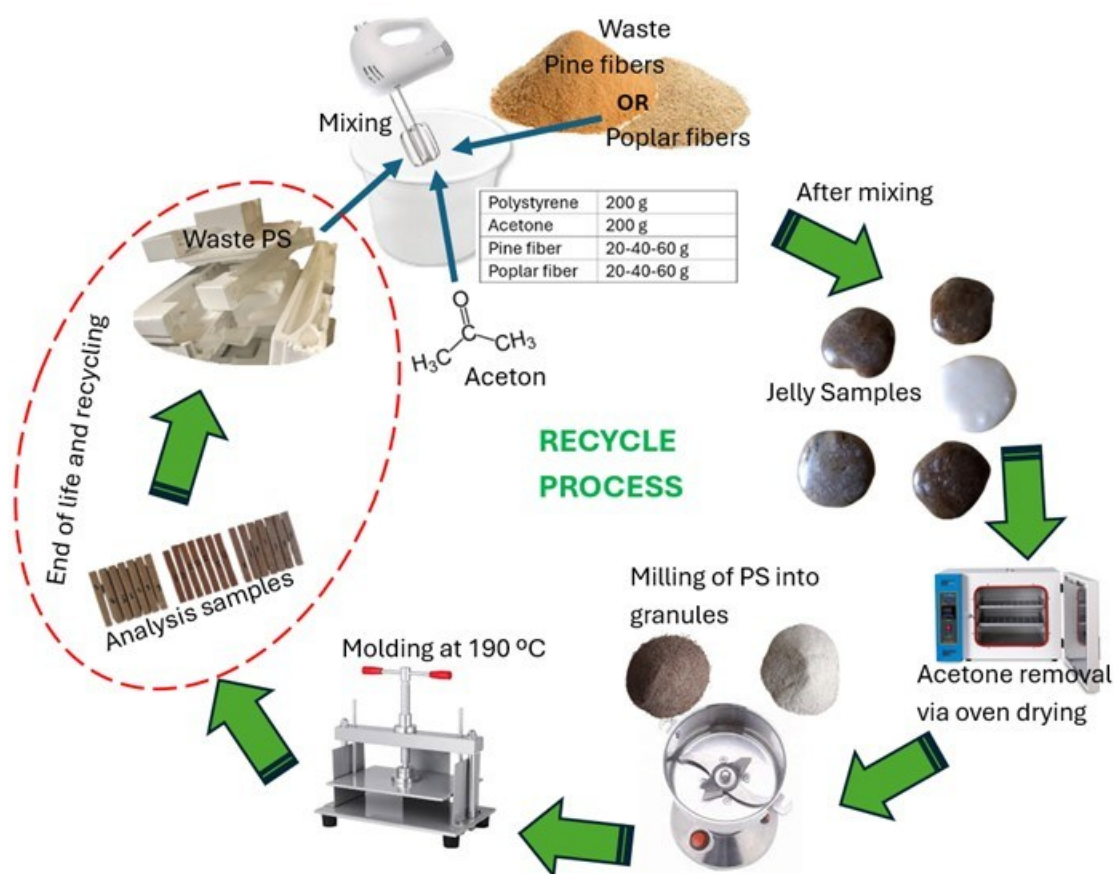 Waste
Pine fibers
OR
Poplar fibers
Mixing
Polystyrene 200 g
Acetone 200 g
Pine fiber 20-40-60 g
Poplar fiber 20-40-60 g
After mixing
Waste PS
O
H₃C CH₃
Aceton
Jelly Samples
RECYCLE
PROCESS
End of life and recycling
Analysis samples
Milling of PS into
granules
Molding at 190 ºC
Acetone removal
via oven drying